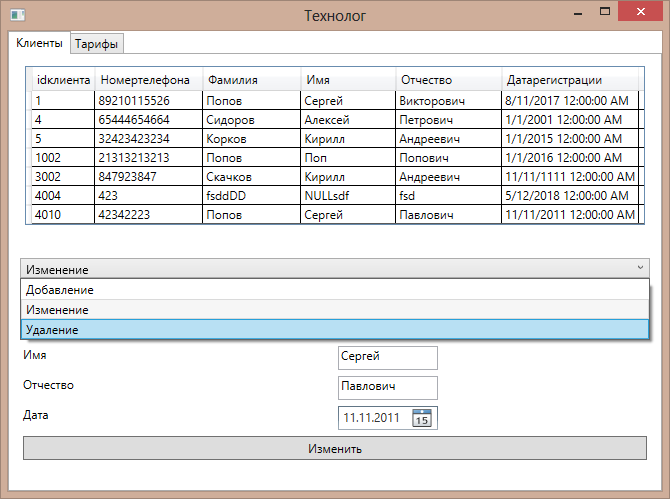 Технолог
Клиенты Тарифы
idклиента Номертелефона Фамилия Имя Отчество Датарегистрации
1 89210115526 Попов Сергей Викторович 8/11/2017 12:00:00 AM
4 65444654664 Сидоров Алексей Петрович 1/1/2001 12:00:00 AM
5 32423423234 Корков Кирилл Андреевич 1/1/2015 12:00:00 AM
1002 21313213213 Попов Поп Попович 1/1/2016 12:00:00 AM
3002 847923847 Скачков Кирилл Андреевич 11/11/1111 12:00:00 AM
4004 423 fsddDD NULLsdf fsd 5/12/2018 12:00:00 AM
4010 42342223 Попов Сергей Павлович 11/11/2011 12:00:00 AM
Изменение
Добавление
Изменение
Удаление
Имя Сергей
Отчество Павлович
Дата 11.11.2011 15
Изменить